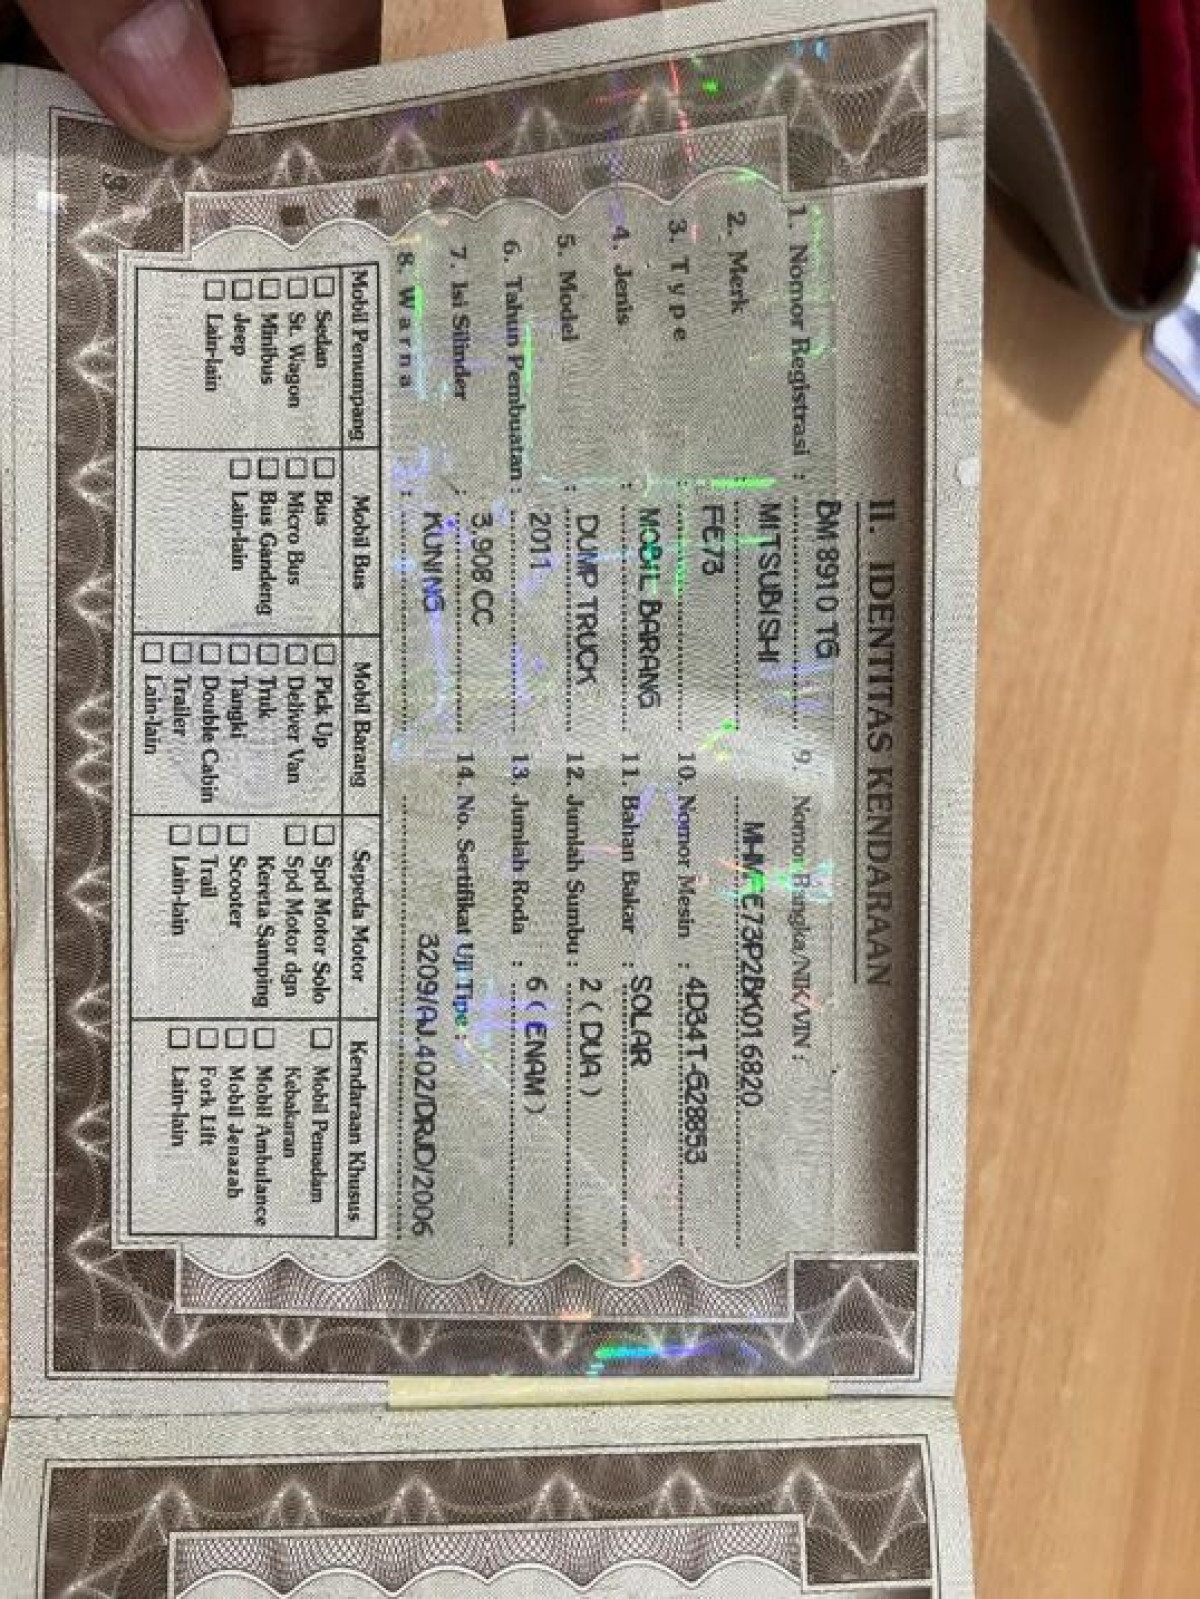 II. IDENTITAS KENDARAAN
1. Nomor Registrasi : BM 8910 TG
2. Merk : MITSUBISHI
3. Type : FE73
4. Jenis : MOBIL BARANG
5. Model : DUMP TRUCK
6. Tahun Pembuatan : 2011
7. Isi Silinder : 3.908 CC
8. Warna : KUNING
9. Nomor Rangka/NIK/VIN :
MHMFE73P2BK016820
10. Nomor Mesin : 4D34T-G28853
11. Bahan Bakar : SOLAR
12. Jumlah Sumbu : 2 ( DUA )
13. Jumlah Roda : 6 ( ENAM )
14. No. Sertifikat Uji Tipe :
3209/AJ.402/DRJD/2006
Mobil Penumpang
Sedan
St. Wagon
Minibus
Jeep
Lain-lain
Mobil Bus
Bus
Micro Bus
Bus Gandeng
Lain-lain
Mobil Barang
Pick Up
Deliver Van
Truk
Tangki
Double Cabin
Trailer
Lain-lain
Sepeda Motor
Spd Motor Solo
Spd Motor dgn
Kereta Samping
Scooter
Trail
Lain-lain
Kendaraan Khusus
Mobil Pemadam
Kebakaran
Mobil Ambulance
Mobil Jenazah
Fork Lift
Lain-lain
3